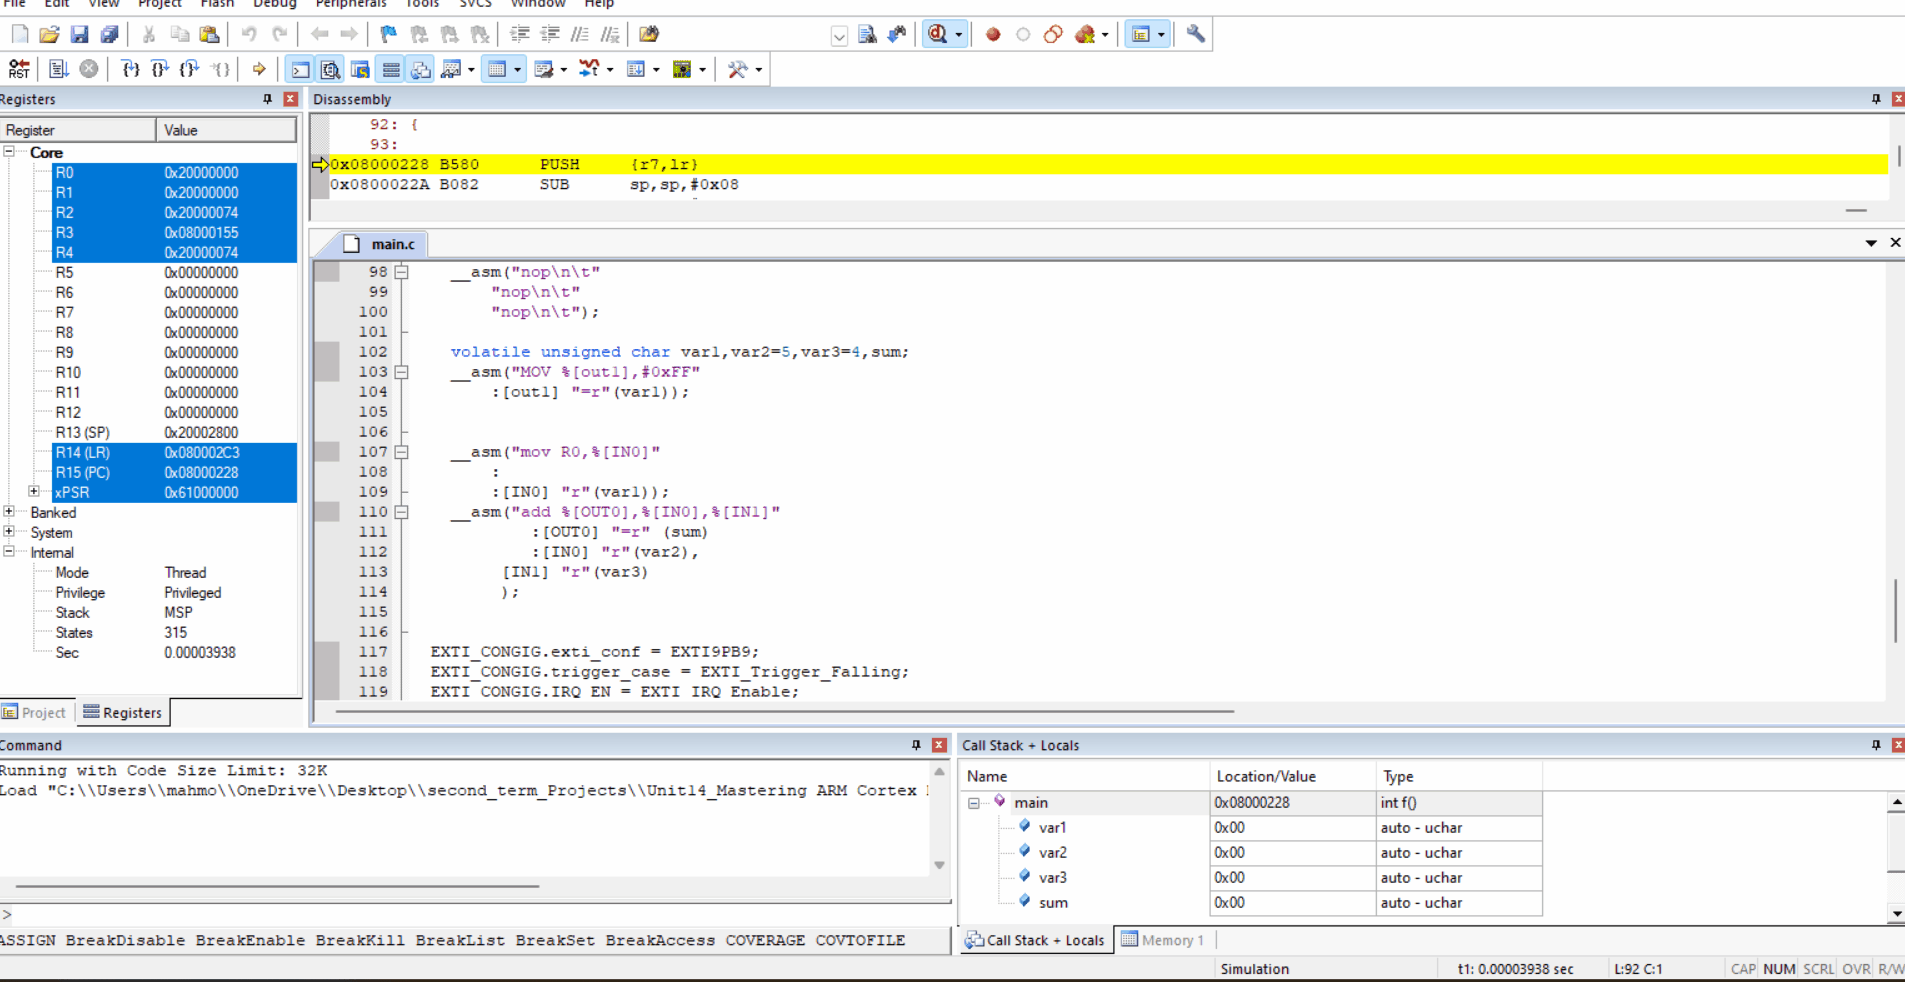 File Edit View Project Flash Debug Peripherals Tools SVCS Window Help
RST
Registers
Register Value
Core
R0 0x20000000
R1 0x20000000
R2 0x20000074
R3 0x08000155
R4 0x20000074
R5 0x00000000
R6 0x00000000
R7 0x00000000
R8 0x00000000
R9 0x00000000
R10 0x00000000
R11 0x00000000
R12 0x00000000
R13 (SP) 0x20002800
R14 (LR) 0x080002C3
R15 (PC) 0x08000228
xPSR 0x61000000
Banked
System
Internal
Mode Thread
Privilege Privileged
Stack MSP
States 315
Sec 0.00003938
Project Registers
Disassembly
92: {
93:
0x08000228 B580 PUSH {r7,lr}
0x0800022A B082 SUB sp,sp,#0x08
main.c
98 __asm("nop\n\t"
99 "nop\n\t"
100 "nop\n\t");
101
102 volatile unsigned char var1,var2=5,var3=4,sum;
103 __asm("MOV %[out1],#0xFF"
104 :[out1] "=r"(var1));
105
106
107 __asm("mov R0,%[IN0]"
108 :
109 :[IN0] "r"(var1));
110 __asm("add %[OUT0],%[IN0],%[IN1]"
111 :[OUT0] "=r" (sum)
112 :[IN0] "r"(var2),
113 [IN1] "r"(var3)
114 );
115
116
117 EXTI_CONGIG.exti_conf = EXTI9PB9;
118 EXTI_CONGIG.trigger_case = EXTI_Trigger_Falling;
119 EXTI_CONGIG.IRQ_EN = EXTI_IRQ_Enable;
Command
Running with Code Size Limit: 32K
Load "C:\\Users\\mahmo\\OneDrive\\Desktop\\second_term_Projects\\Unit14_Mastering ARM Cortex
>
ASSIGN BreakDisable BreakEnable BreakKill BreakList BreakSet BreakAccess COVERAGE COVTOFILE
Call Stack + Locals
Name Location/Value Type
main 0x08000228 int f()
var1 0x00 auto - uchar
var2 0x00 auto - uchar
var3 0x00 auto - uchar
sum 0x00 auto - uchar
Call Stack + Locals Memory 1
Simulation t1: 0.00003938 sec L:92 C:1 CAP NUM SCRL OVR R/W